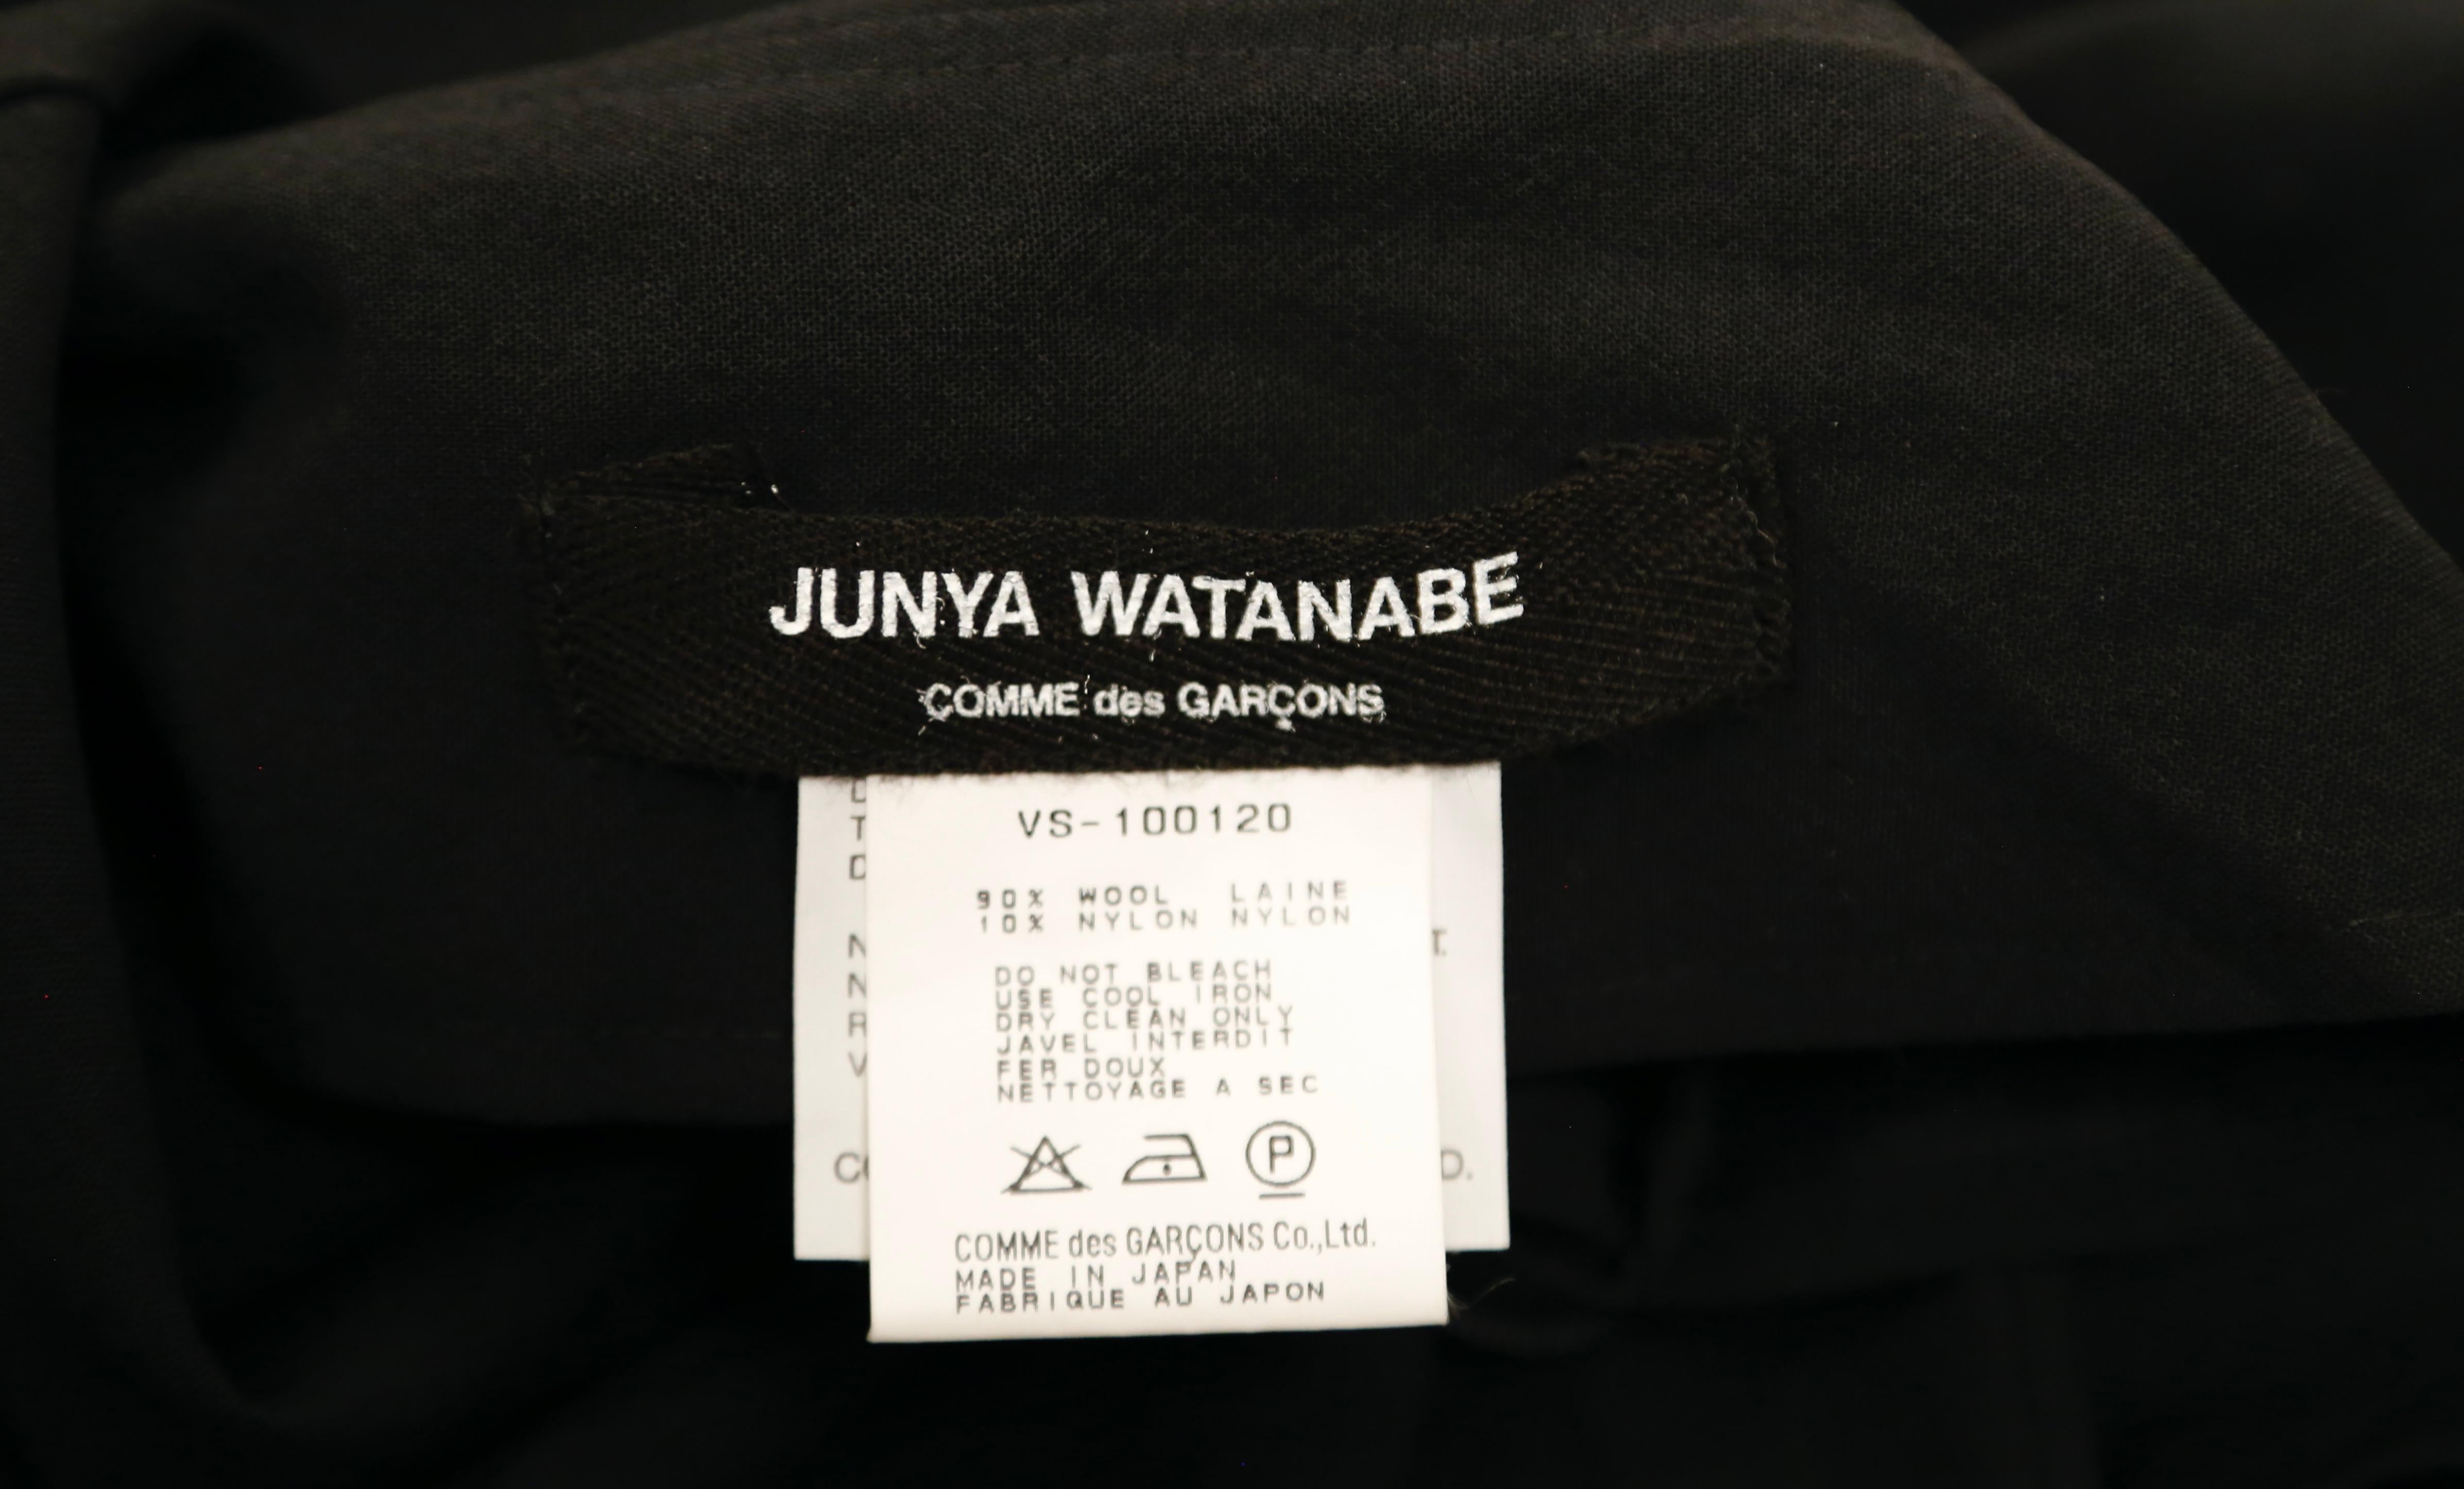 JUNYA WATANABE
COMME des GARÇONS
VS-100120
90% WOOL LAINE
10% NYLON NYLON
DO NOT BLEACH
USE COOL IRON
DRY CLEAN ONLY
JAVEL INTERDIT
FER DOUX
NETTOYAGE A SEC
P
COMME des GARÇONS Co.,Ltd.
MADE IN JAPAN
FABRIQUE AU JAPON